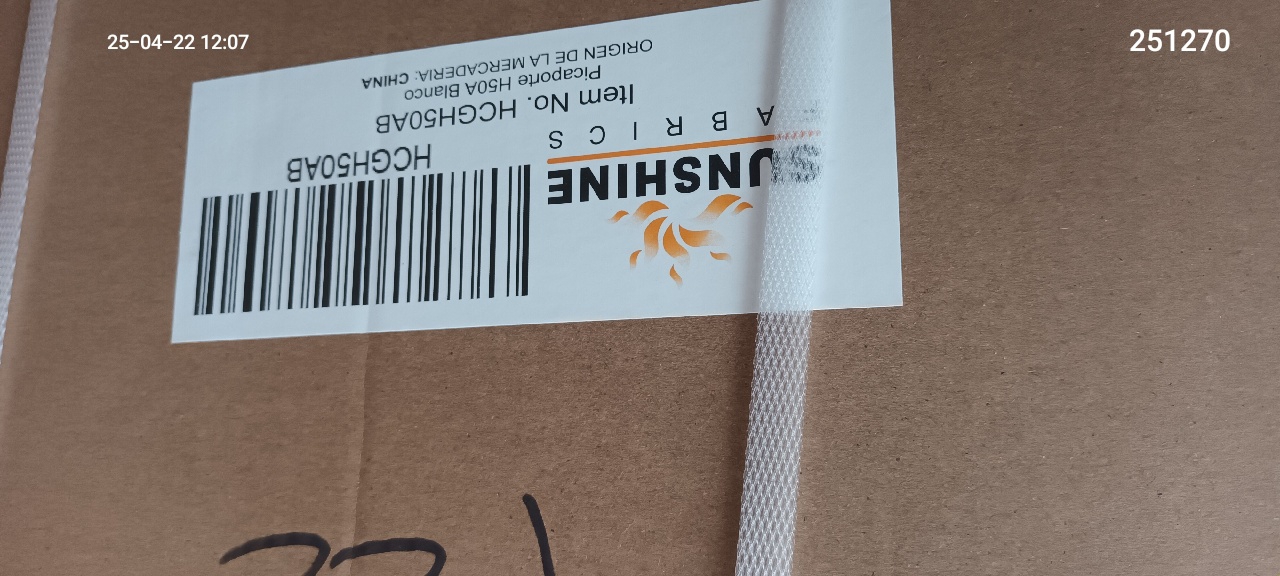 25-04-22 12:07
251270
SUNSHINE
FABRICS
Item No. HCGH50AB
Picaporte H50A Blanco
ORIGEN DE LA MERCADERIA: CHINA
HCGH50AB